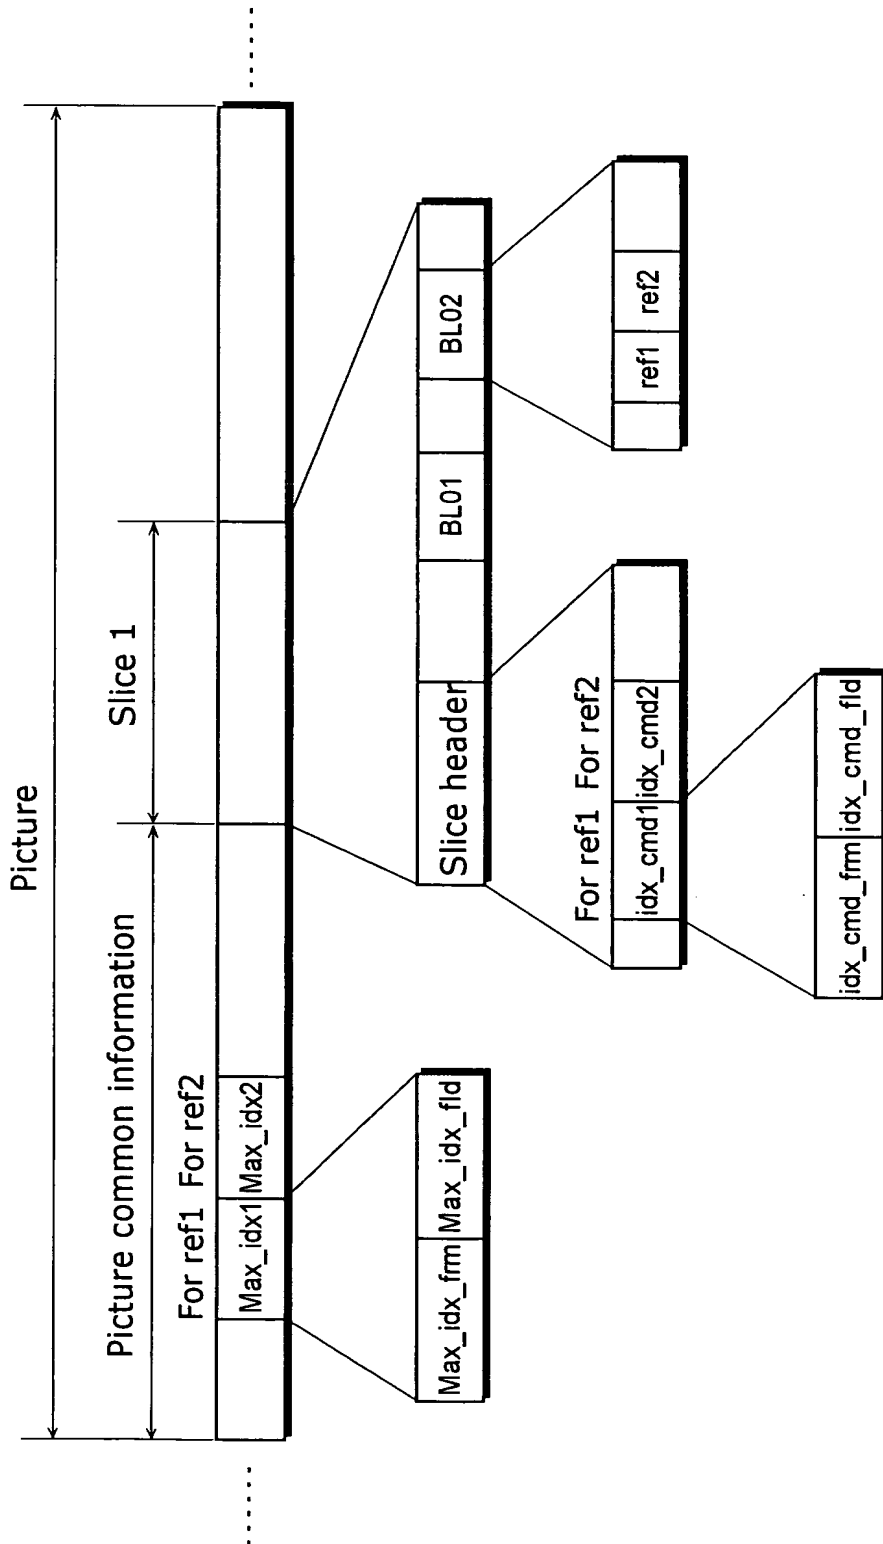 Picture
Picture common information
Slice 1
For ref1 For ref2
Max_idx1 Max_idx2
Max_idx_frm Max_idx_fld
Slice header BL01 BL02
For ref1 For ref2
idx_cmd1 idx_cmd2
ref1 ref2
idx_cmd_frm idx_cmd_fld